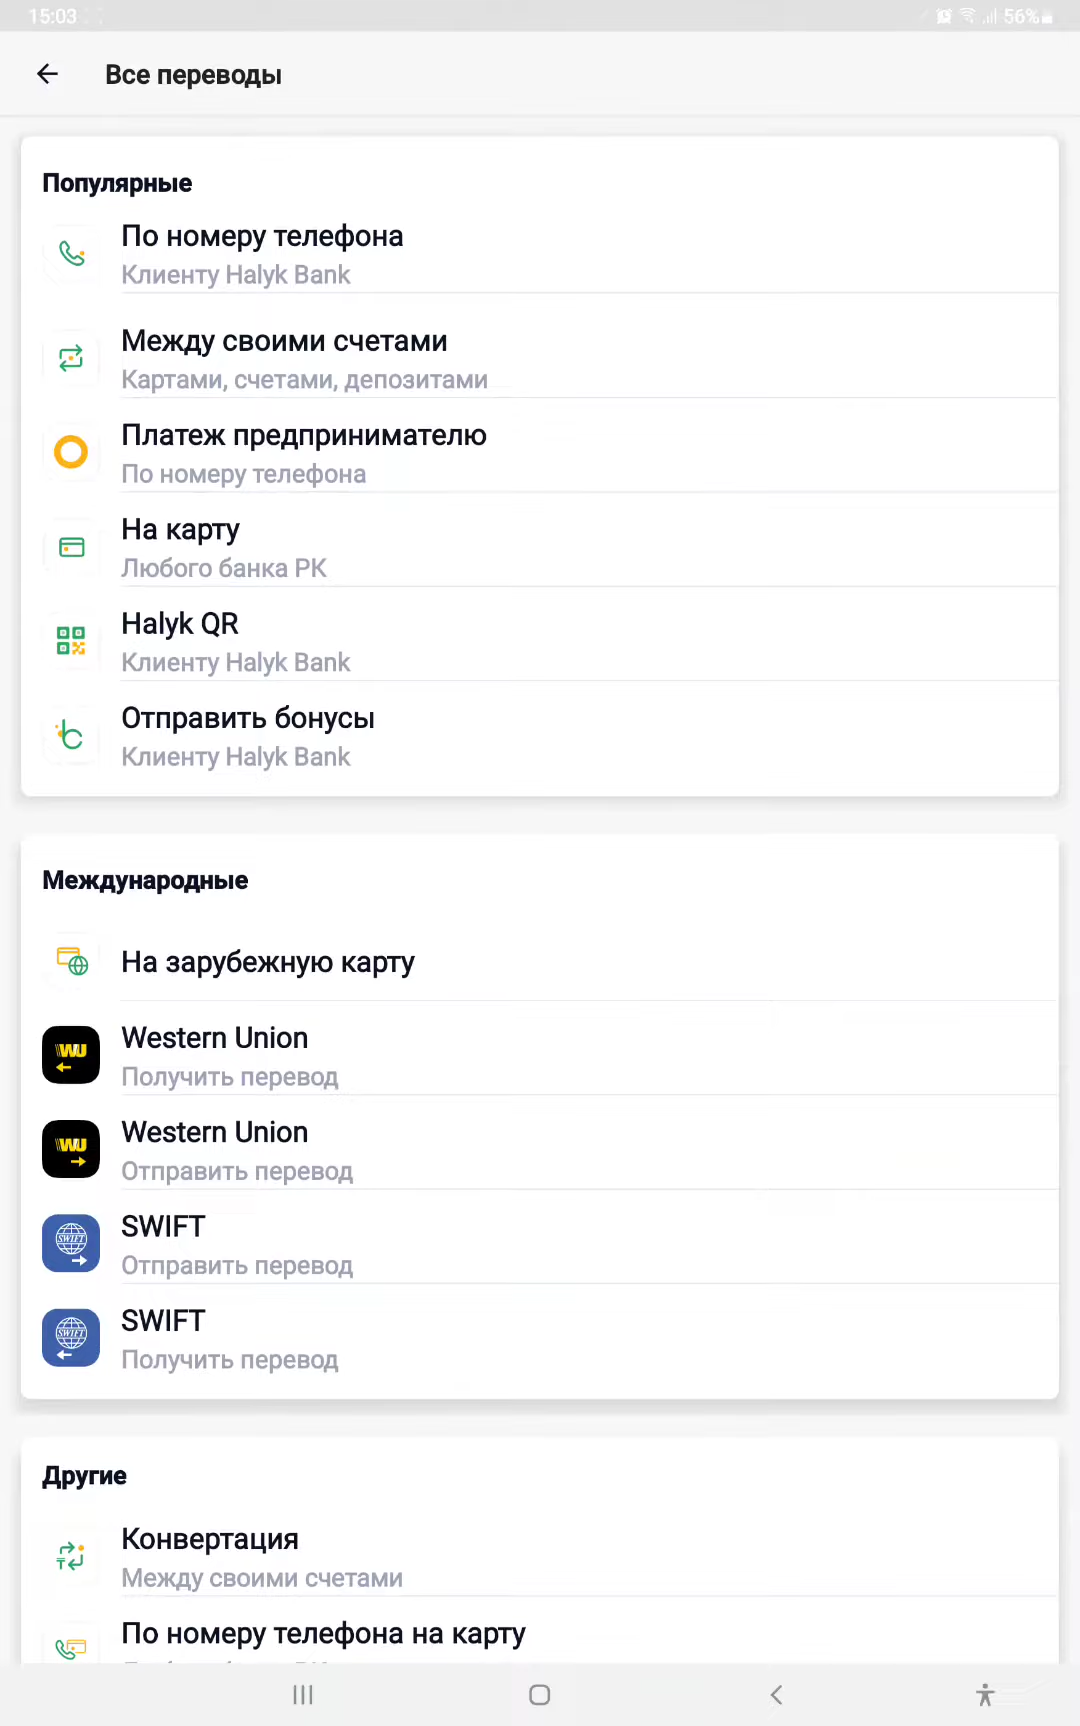 15:03
56%
Все переводы
Популярные
По номеру телефона
Клиенту Halyk Bank
Между своими счетами
Картами, счетами, депозитами
Платеж предпринимателю
По номеру телефона
На карту
Любого банка РК
Halyk QR
Клиенту Halyk Bank
Отправить бонусы
Клиенту Halyk Bank
Международные
На зарубежную карту
WU
Western Union
Получить перевод
WU
Western Union
Отправить перевод
SWIFT
SWIFT
Отправить перевод
SWIFT
SWIFT
Получить перевод
Другие
Конвертация
Между своими счетами
По номеру телефона на карту